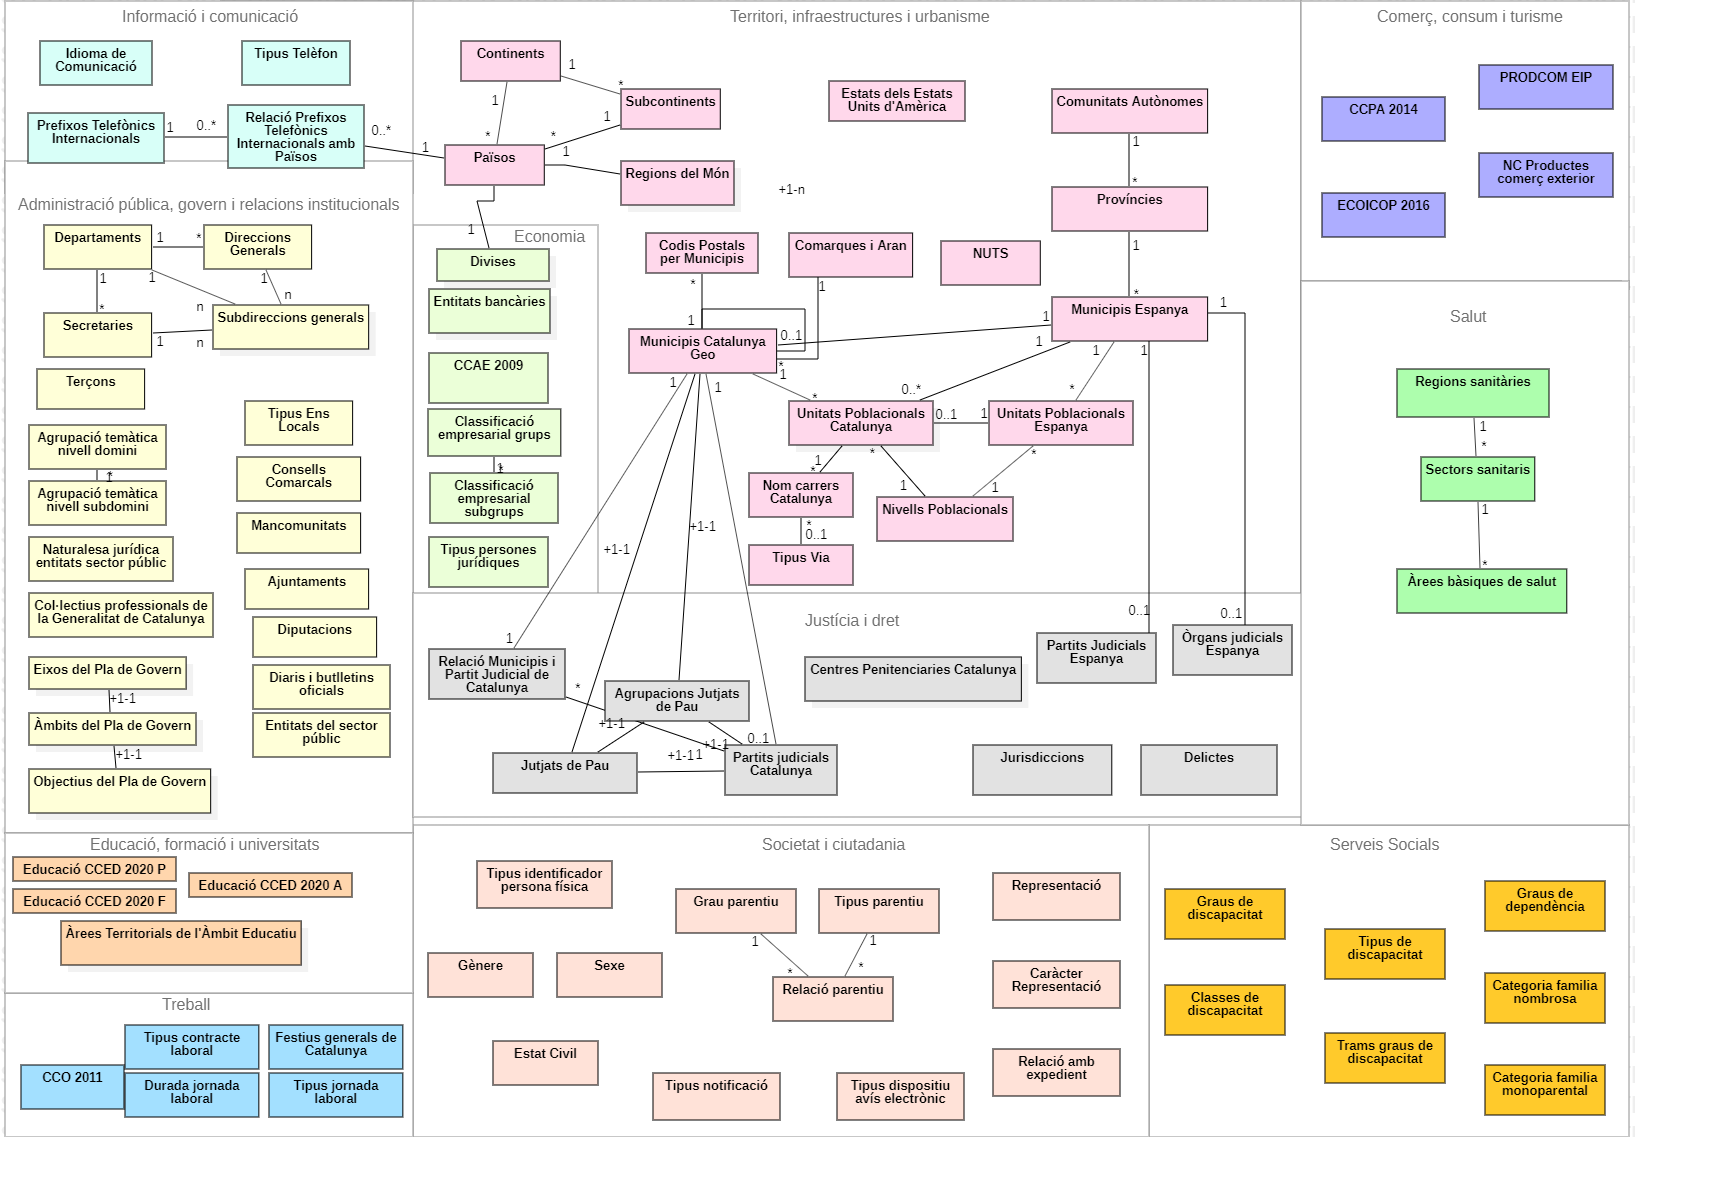 Informació i comunicació
Idioma de
Comunicació
Tipus Telèfon
Prefixos Telefònics
Internacionals
1
0..*
Relació Prefixos
Telefònics
Internacionals amb
Països
0..*
1
Territori, infraestructures i urbanisme
Continents
1
*
1
*
Subcontinents
1
*
Països
1
Regions del Món
+1-n
Estats dels Estats
Units d'Amèrica
Comunitats Autònomes
1
*
Províncies
1
*
Codis Postals
per Municipis
*
1
Comarques i Aran
1
NUTS
Municipis Espanya
1
1
1
1
1
Municipis Catalunya
Geo
0..1
*
1
1
1
*
0..*
*
Unitats Poblacionals
Catalunya
0..1
1
Unitats Poblacionals
Espanya
*
*
1
*
Nom carrers
Catalunya
1
1
Nivells Poblacionals
*
0..1
Tipus Via
+1-1
+1-1
Comerç, consum i turisme
PRODCOM EIP
CCPA 2014
NC Productes
comerç exterior
ECOICOP 2016
Administració pública, govern i relacions institucionals
Departaments
1
*
Direccions
Generals
1
1
1
n
*
n
Secretaries
Subdireccions generals
1
n
Terçons
Agrupació temàtica
nivell domini
*
1
Agrupació temàtica
nivell subdomini
Naturalesa jurídica
entitats sector públic
Col·lectius professionals de
la Generalitat de Catalunya
Eixos del Pla de Govern
+1-1
Àmbits del Pla de Govern
+1-1
Objectius del Pla de Govern
Tipus Ens
Locals
Consells
Comarcals
Mancomunitats
Ajuntaments
Diputacions
Diaris i butlletins
oficials
Entitats del sector
públic
Economia
1
Divises
Entitats bancàries
CCAE 2009
Classificació
empresarial grups
1
*
Classificació
empresarial
subgrups
Tipus persones
jurídiques
Salut
Regions sanitàries
1
*
Sectors sanitaris
1
*
Àrees bàsiques de salut
Justícia i dret
1
0..1
0..1
Relació Municipis i
Partit Judicial de
Catalunya
*
Agrupacions Jutjats
de Pau
+1-1
+1-1
0..1
+1-1
1
Jutjats de Pau
Partits judicials
Catalunya
Centres Penitenciaries Catalunya
Partits Judicials
Espanya
Òrgans judicials
Espanya
Jurisdiccions
Delictes
Educació, formació i universitats
Educació CCED 2020 P
Educació CCED 2020 A
Educació CCED 2020 F
Àrees Territorials de l'Àmbit Educatiu
Treball
CCO 2011
Tipus contracte
laboral
Festius generals de
Catalunya
Durada jornada
laboral
Tipus jornada
laboral
Societat i ciutadania
Tipus identificador
persona física
Grau parentiu
Tipus parentiu
1
1
*
*
Relació parentiu
Representació
Gènere
Sexe
Caràcter
Representació
Estat Civil
Tipus notificació
Tipus dispositiu
avís electrònic
Relació amb
expedient
Serveis Socials
Graus de
discapacitat
Graus de
dependència
Tipus de
discapacitat
Classes de
discapacitat
Categoria familia
nombrosa
Trams graus de
discapacitat
Categoria familia
monoparental